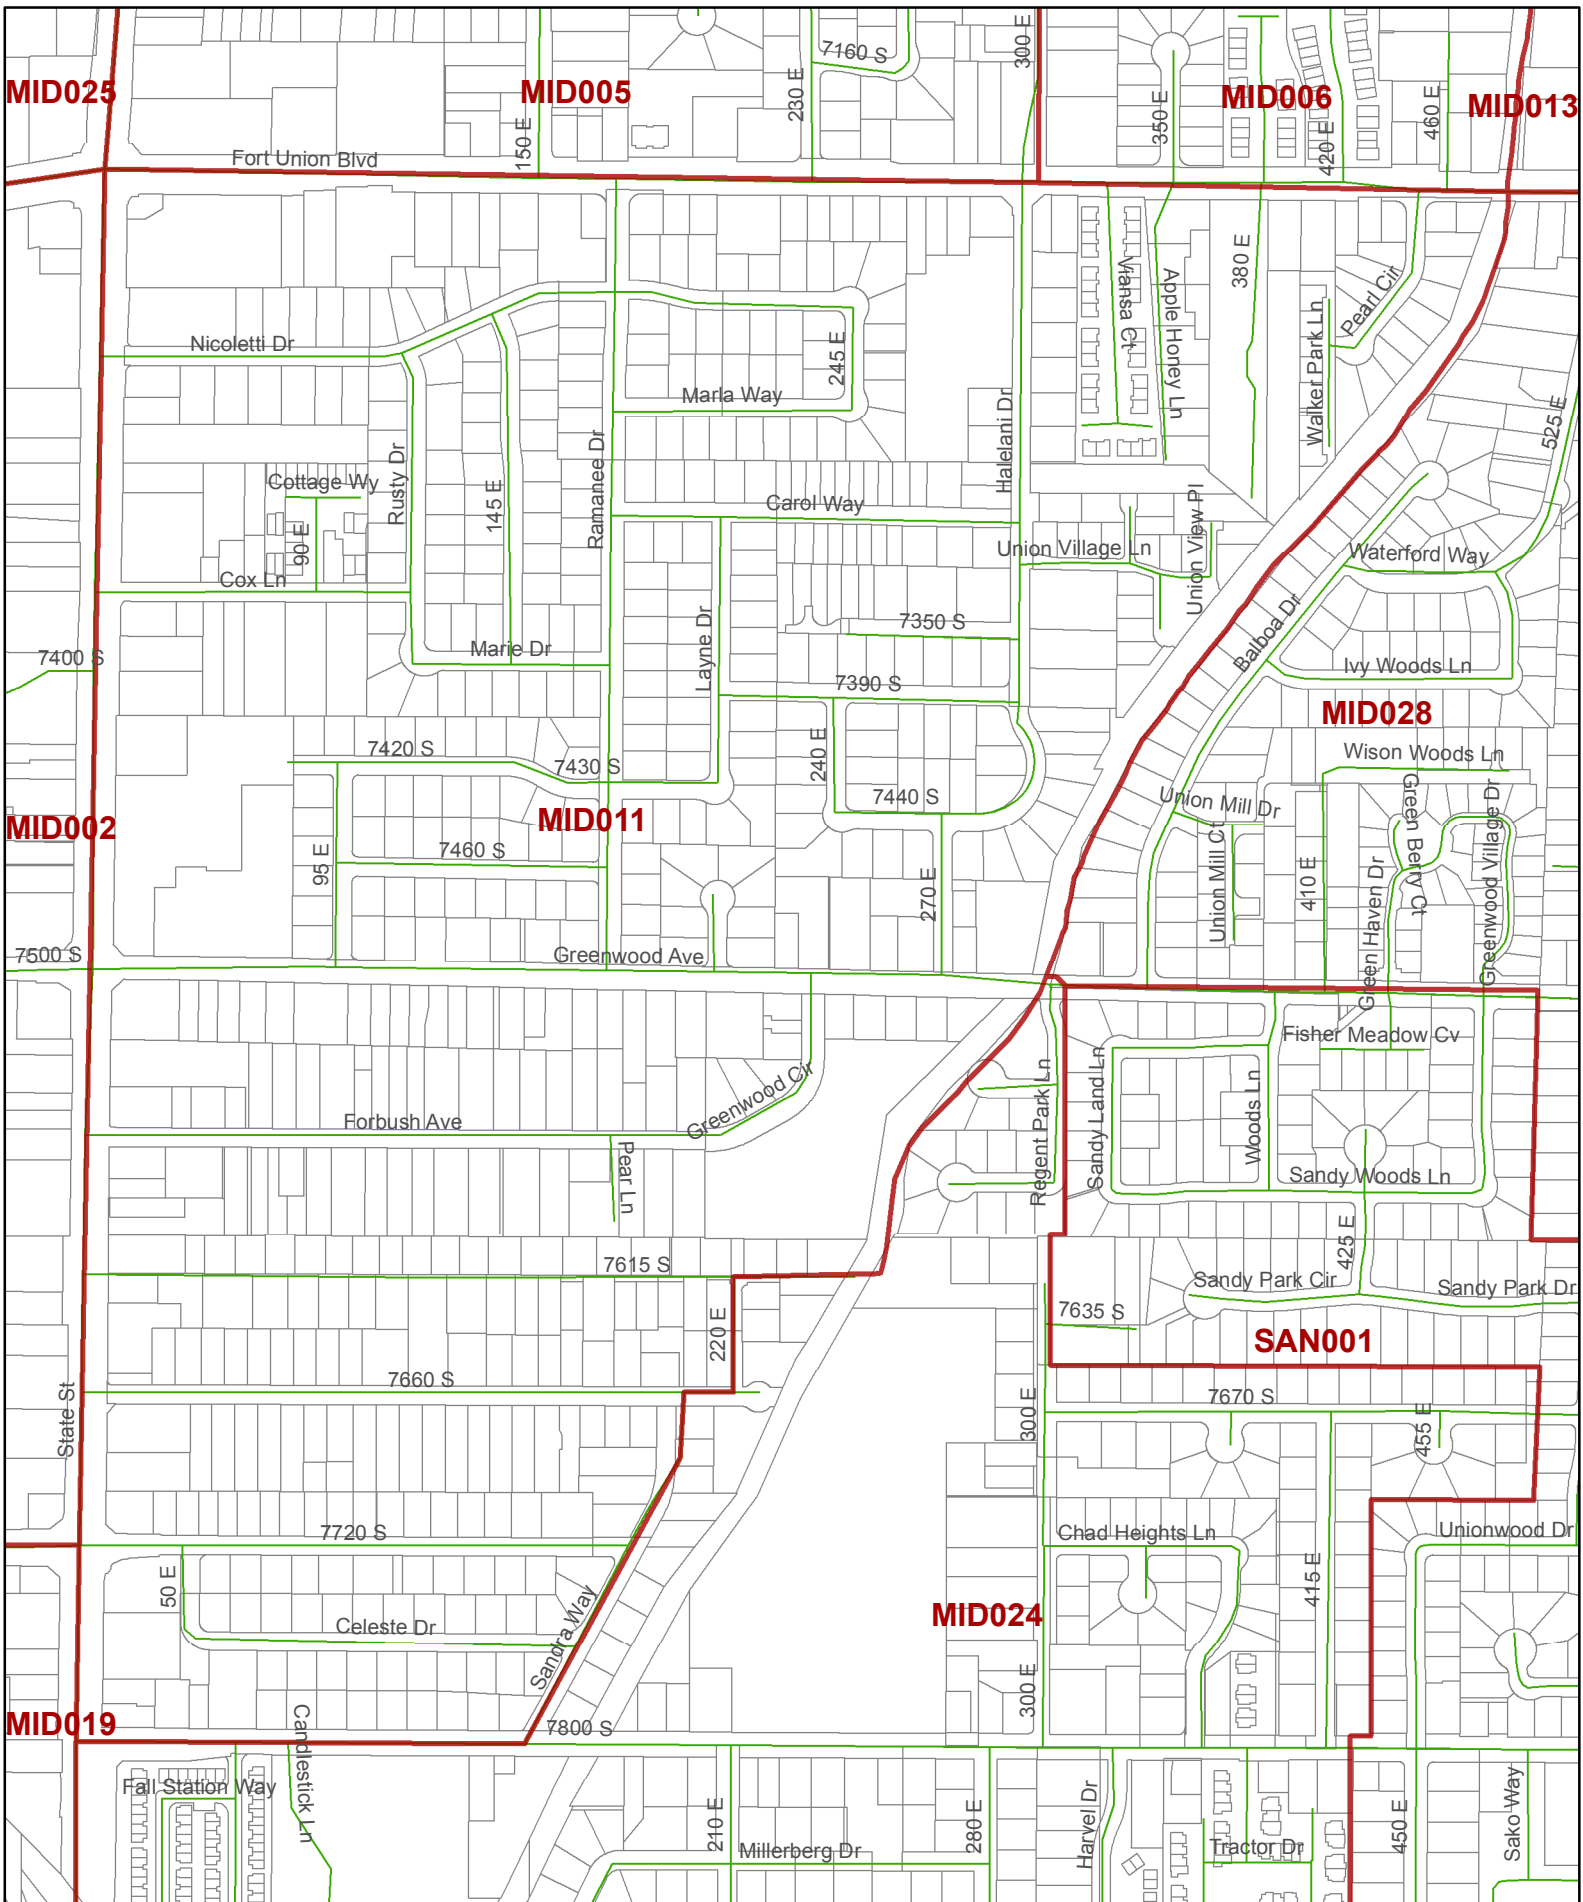 300 E
7160 S
MID025
MID005
230 E
350 E
MID006
460 E
MID013
150 E
420 E
Fort Union Blvd
380 E
Viansa Ct
Apple Honey Ln
Pearl Cir
Walker Park Ln
Nicoletti Dr
245 E
Marla Way
525 E
Halelani Dr
Rusty Dr
Ramanee Dr
Cottage Wy
145 E
Carol Way
90 E
Union Village Ln
Union View Pl
Waterford Way
Cox Ln
7350 S
Balboa Dr
Layne Dr
Marie Dr
7400 S
Ivy Woods Ln
7390 S
MID028
7420 S
240 E
Wison Woods Ln
7430 S
7440 S
Union Mill Dr
Green Berry Ct
Greenwood Village Dr
MID002
MID011
7460 S
95 E
Union Mill Ct
410 E
270 E
Green Haven Dr
7500 S
Greenwood Ave
Fisher Meadow Cv
Greenwood Cir
Regent Park Ln
Sandy Land Ln
Woods Ln
Forbush Ave
Pear Ln
Sandy Woods Ln
425 E
7615 S
Sandy Park Cir
Sandy Park Dr
7635 S
220 E
SAN001
7660 S
7670 S
State St
300 E
455 E
7720 S
Chad Heights Ln
Unionwood Dr
50 E
415 E
Celeste Dr
Sandra Way
MID024
300 E
MID019
7800 S
Candlestick Ln
Fall Station Way
210 E
Millerberg Dr
280 E
Harvel Dr
Tractor Dr
450 E
Sako Way